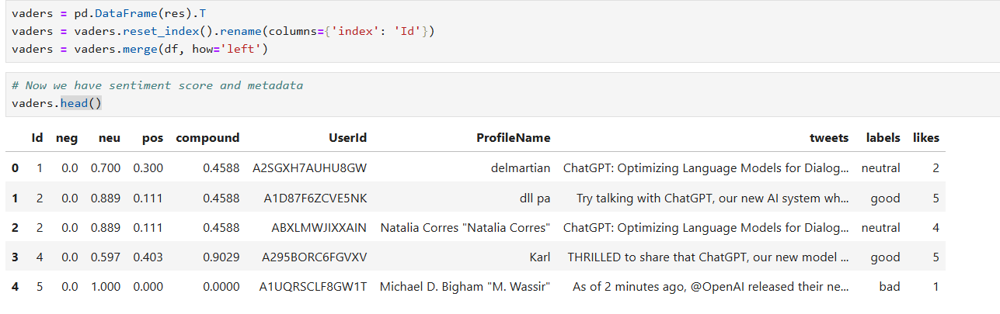 vaders = pd.DataFrame(res).T
vaders = vaders.reset_index().rename(columns={'index': 'Id'})
vaders = vaders.merge(df, how='left')
# Now we have sentiment score and metadata
vaders.head()
Id neg neu pos compound UserId ProfileName tweets labels likes
0 1 0.0 0.700 0.300 0.4588 A2SGXH7AUHU8GW delmartian ChatGPT: Optimizing Language Models for Dialog... neutral 2
1 2 0.0 0.889 0.111 0.4588 A1D87F6ZCVE5NK dll pa Try talking with ChatGPT, our new AI system wh... good 5
2 2 0.0 0.889 0.111 0.4588 ABXLMWJIXXAIN Natalia Corres "Natalia Corres" ChatGPT: Optimizing Language Models for Dialog... neutral 4
3 4 0.0 0.597 0.403 0.9029 A295BORC6FGVXV Karl THRILLED to share that ChatGPT, our new model ... good 5
4 5 0.0 1.000 0.000 0.0000 A1UQRSCLF8GW1T Michael D. Bigham "M. Wassir" As of 2 minutes ago, @OpenAI released their ne... bad 1